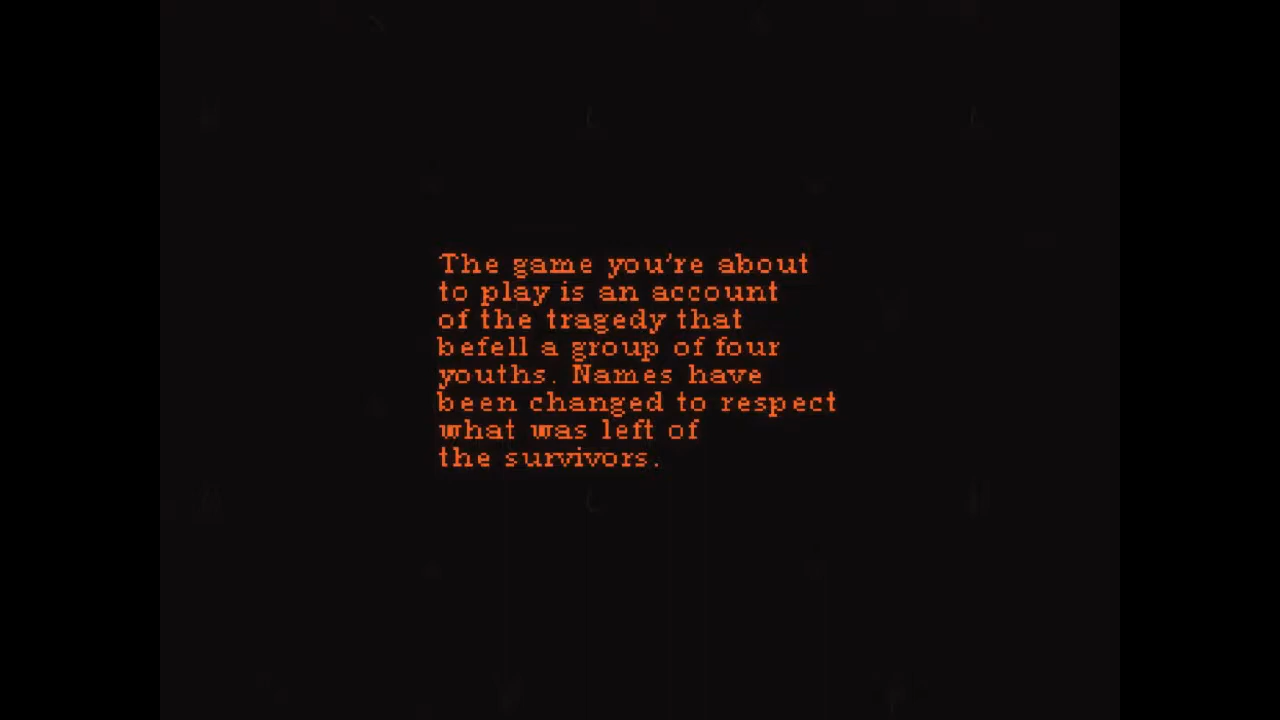 The game you're about
to play is an account
of the tragedy that
befell a group of four
youths. Names have
been changed to respect
what was left of
the survivors.